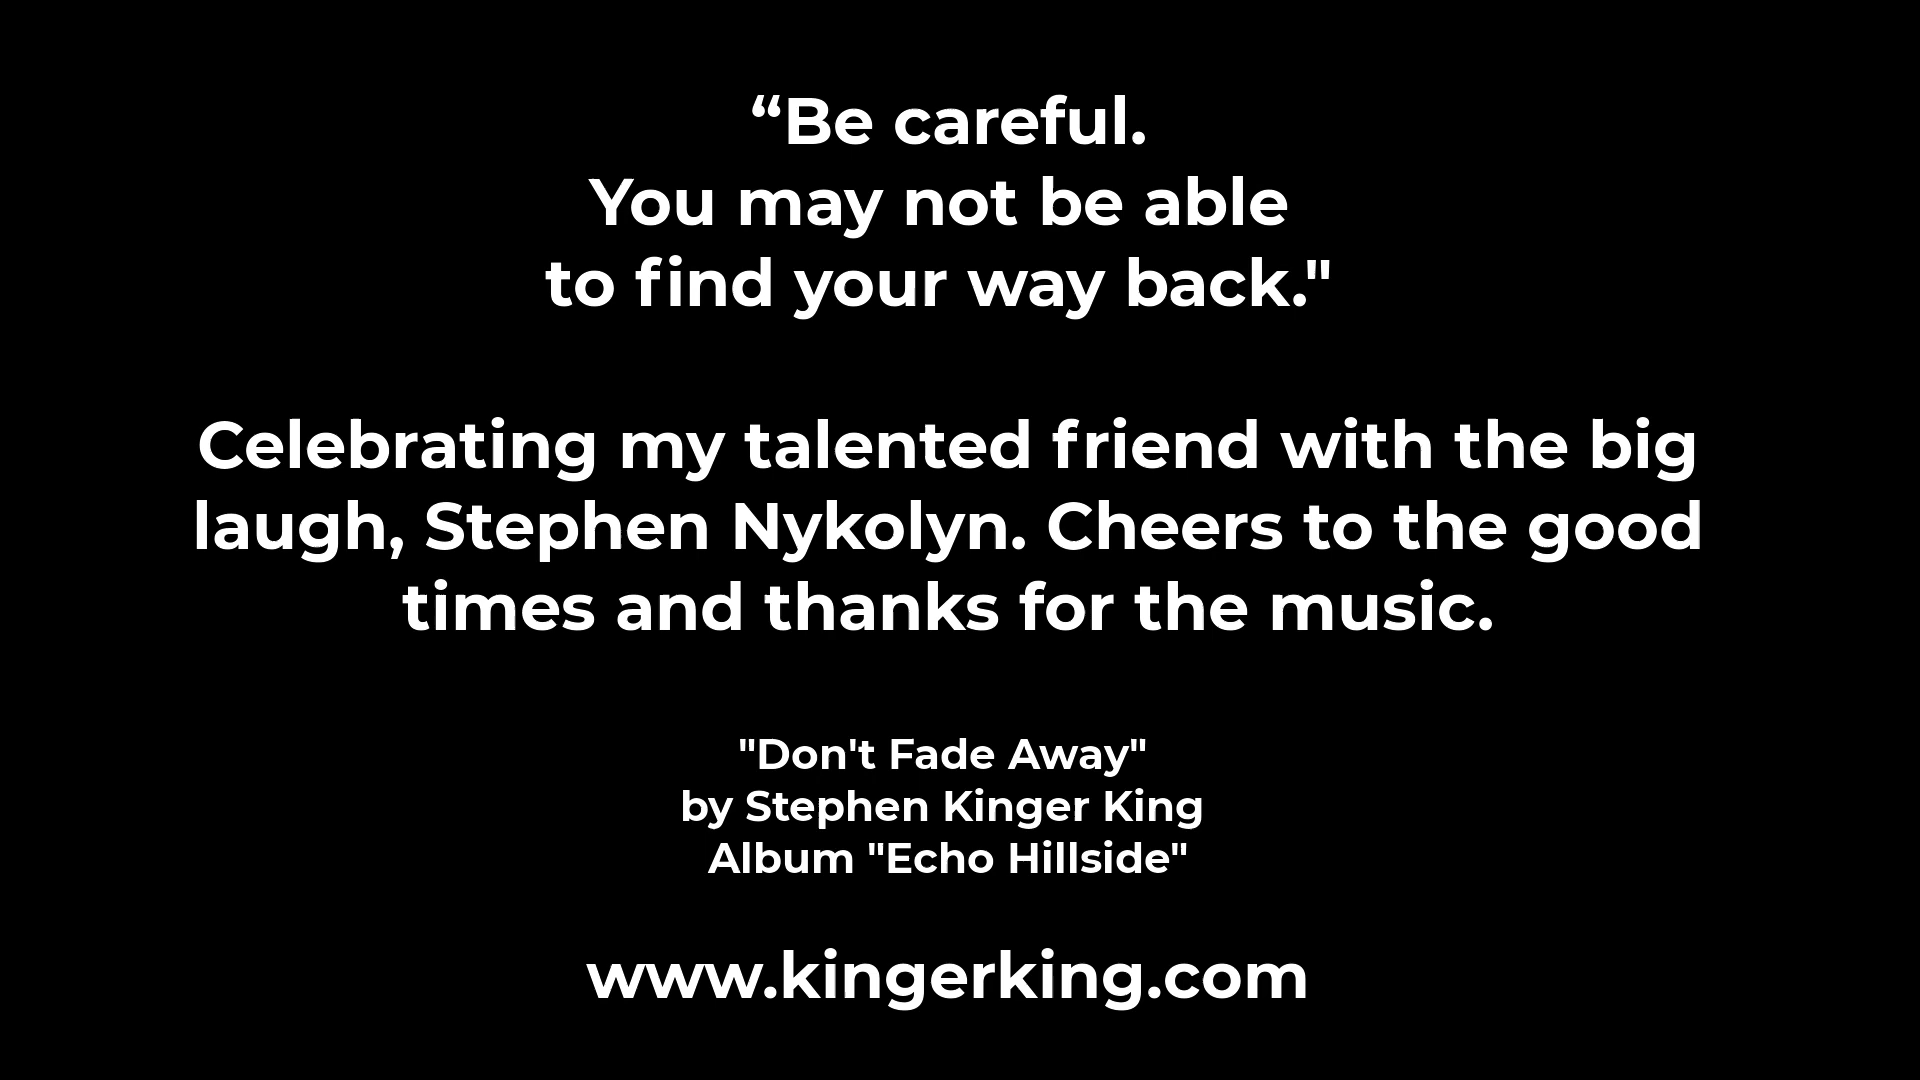 “Be careful.
You may not be able
to find your way back."
Celebrating my talented friend with the big
laugh, Stephen Nykolyn. Cheers to the good
times and thanks for the music.
"Don't Fade Away"
by Stephen Kinger King
Album "Echo Hillside"
www.kingerking.com